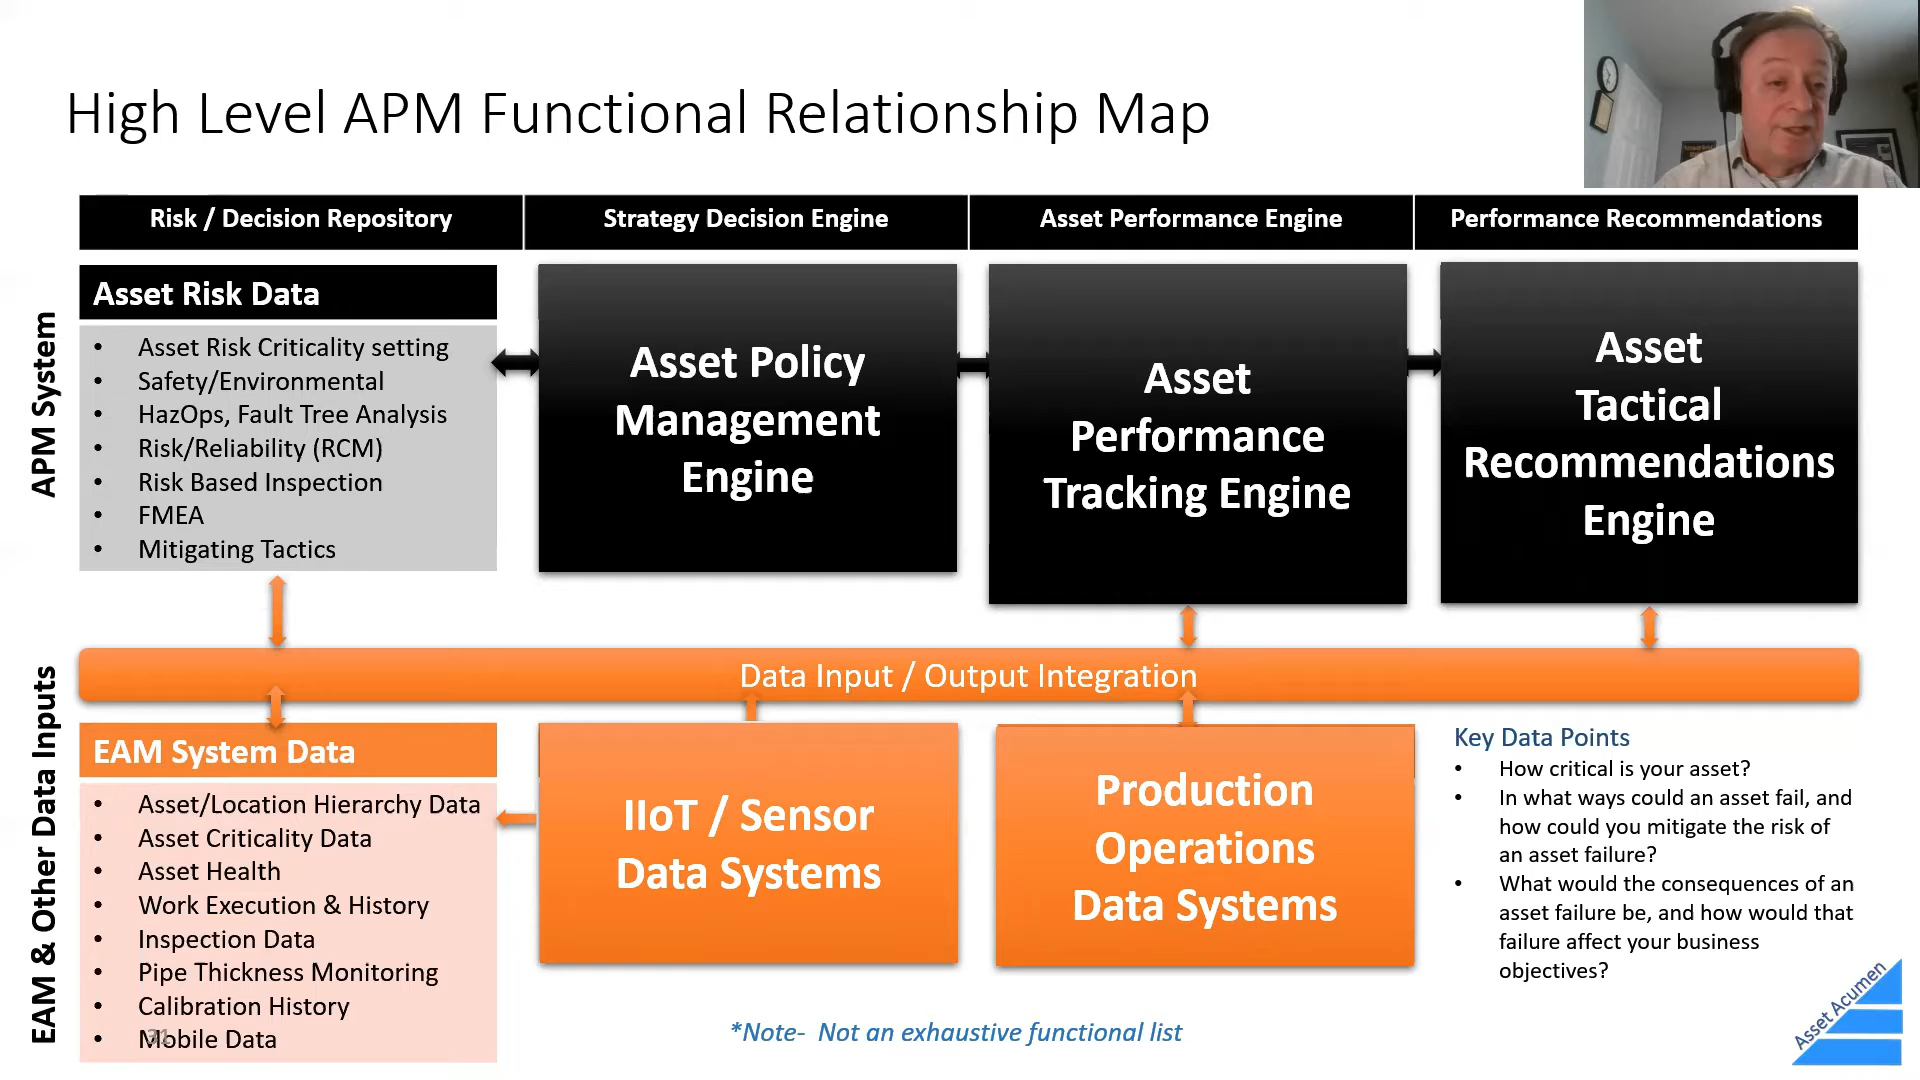 High Level APM Functional Relationship Map
Risk / Decision Repository
Strategy Decision Engine
Asset Performance Engine
Performance Recommendations
APM System
Asset Risk Data
• Asset Risk Criticality setting
• Safety/Environmental
• HazOps, Fault Tree Analysis
• Risk/Reliability (RCM)
• Risk Based Inspection
• FMEA
• Mitigating Tactics
Asset Policy
Management
Engine
Asset
Performance
Tracking Engine
Asset
Tactical
Recommendations
Engine
Data Input / Output Integration
EAM & Other Data Inputs
EAM System Data
• Asset/Location Hierarchy Data
• Asset Criticality Data
• Asset Health
• Work Execution & History
• Inspection Data
• Pipe Thickness Monitoring
• Calibration History
• Mobile Data
31
IIoT / Sensor
Data Systems
Production
Operations
Data Systems
Key Data Points
• How critical is your asset?
• In what ways could an asset fail, and
how could you mitigate the risk of
an asset failure?
• What would the consequences of an
asset failure be, and how would that
failure affect your business
objectives?
*Note- Not an exhaustive functional list
Asset Acumen